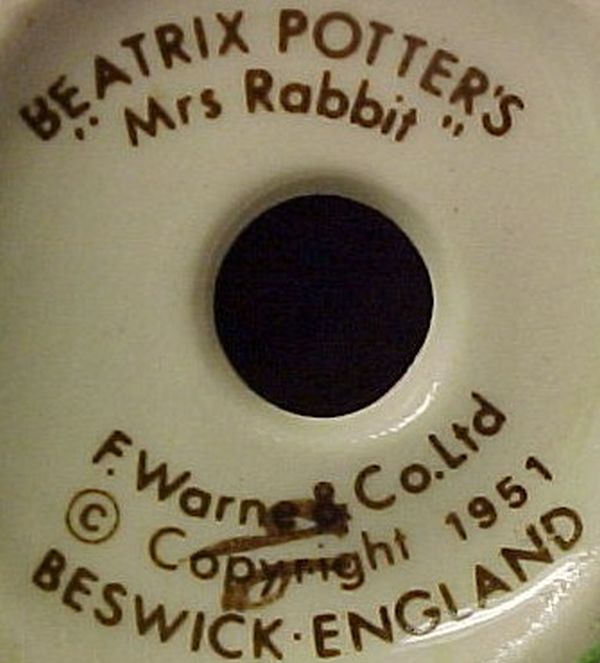 BEATRIX POTTER'S
"Mrs Rabbit"
F. Warne & Co. Ltd
© Copyright 1951
BESWICK · ENGLAND